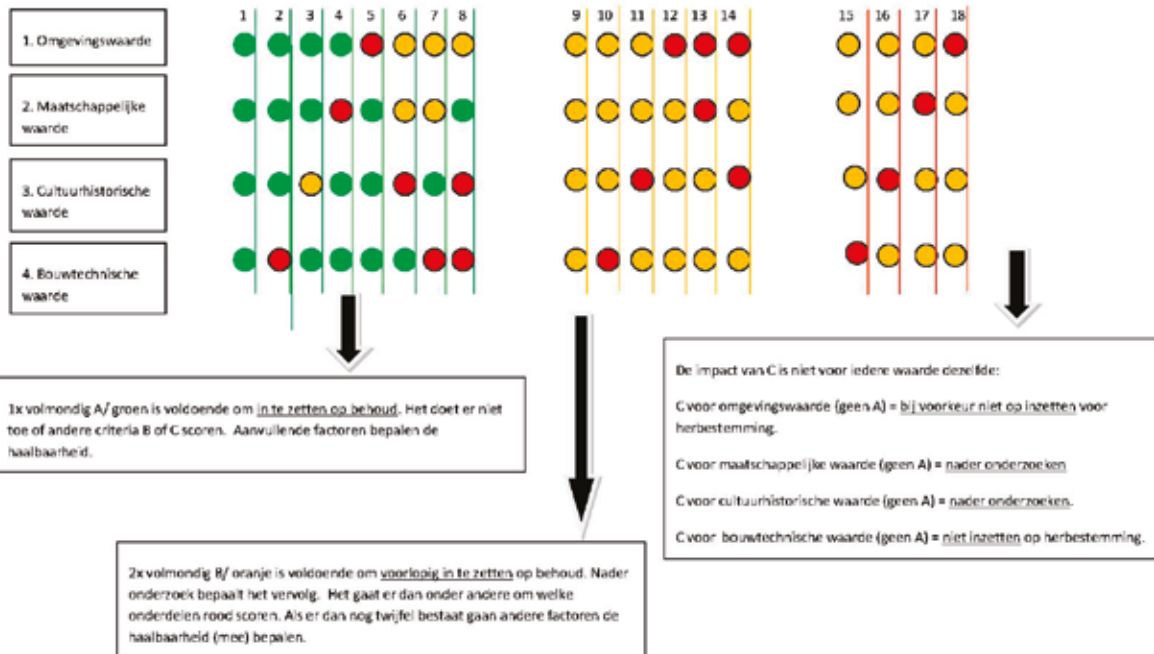 1 2 3 4 5 6 7 8 9 10 11 12 13 14 15 16 17 18
1. Omgevingswaarde
2. Maatschappelijke
waarde
3. Cultuurhistorische
waarde
4. Bouwtechnische
waarde
1x volmondig A/ groen is voldoende om in te zetten op behoud. Het doet er niet
toe of andere criteria B of C scoren. Aanvullende factoren bepalen de
haalbaarheid.
2x volmondig B/ oranje is voldoende om voorlopig in te zetten op behoud. Nader
onderzoek bepaalt het vervolg. Het gaat er dan onder andere om welke
onderdelen rood scoren. Als er dan nog twijfel bestaat gaan andere factoren de
haalbaarheid (mee) bepalen.
De impact van C is niet voor iedere waarde dezelfde:
C voor omgevingswaarde (geen A) = bij voorkeur niet op inzetten voor
herbestemming.
C voor maatschappelijke waarde (geen A) = nader onderzoeken
C voor cultuurhistorische waarde (geen A) = nader onderzoeken.
C voor bouwtechnische waarde (geen A) = niet inzetten op herbestemming.